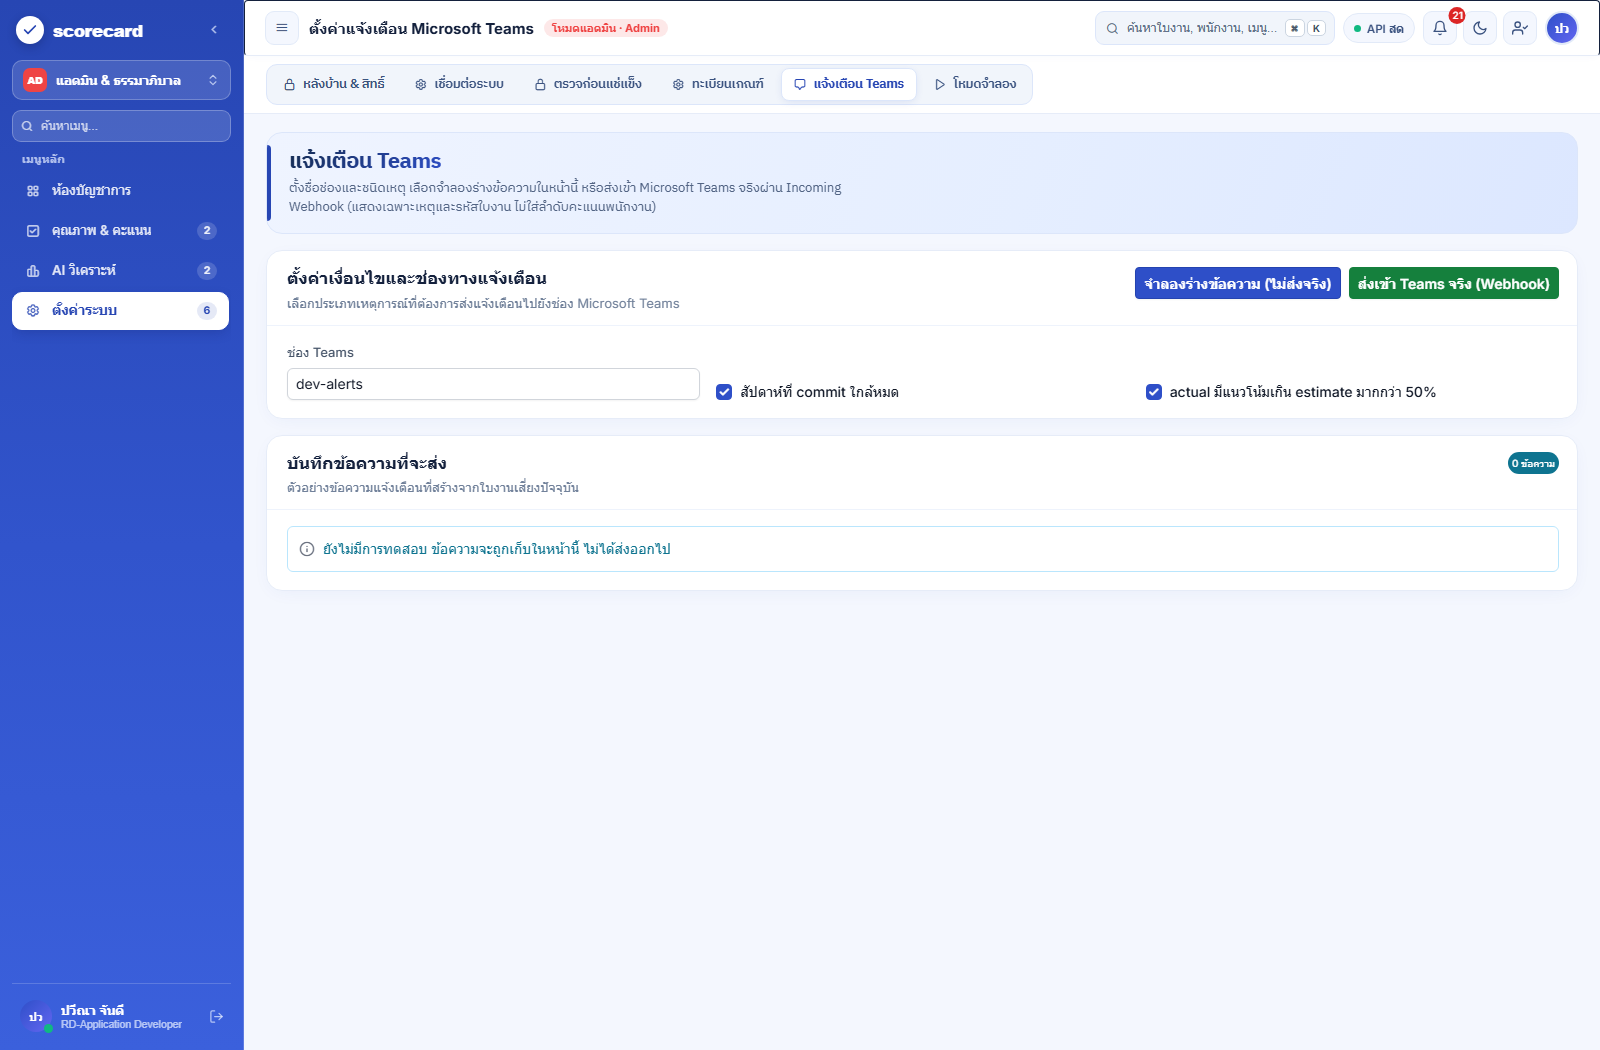 scorecard
AD แอดมิน & ธรรมาภิบาล
ค้นหาเมนู...
เมนูหลัก
ห้องบัญชาการ
คุณภาพ & คะแนน 2
AI วิเคราะห์ 2
ตั้งค่าระบบ 6
ปว ปวีณา จันดี
RD-Application Developer
ตั้งค่าแจ้งเตือน Microsoft Teams โหมดแอดมิน · Admin
ค้นหาใบงาน, พนักงาน, เมนู... ⌘ K
API สด
21
ปว
หลังบ้าน & สิทธิ์
เชื่อมต่อระบบ
ตรวจก่อนแช่แข็ง
ทะเบียนเกณฑ์
แจ้งเตือน Teams
โหมดจำลอง
แจ้งเตือน Teams
ตั้งชื่อช่องและชนิดเหตุ เลือกจำลองร่างข้อความในหน้านี้ หรือส่งเข้า Microsoft Teams จริงผ่าน Incoming
Webhook (แสดงเฉพาะเหตุและรหัสใบงาน ไม่ใส่ลำดับคะแนนพนักงาน)
ตั้งค่าเงื่อนไขและช่องทางแจ้งเตือน
เลือกประเภทเหตุการณ์ที่ต้องการส่งแจ้งเตือนไปยังช่อง Microsoft Teams
จำลองร่างข้อความ (ไม่ส่งจริง)
ส่งเข้า Teams จริง (Webhook)
ช่อง Teams
dev-alerts
สัปดาห์ที่ commit ใกล้หมด
actual มีแนวโน้มเกิน estimate มากกว่า 50%
บันทึกข้อความที่จะส่ง
ตัวอย่างข้อความแจ้งเตือนที่สร้างจากใบงานเสี่ยงปัจจุบัน
0 ข้อความ
ยังไม่มีการทดสอบ ข้อความจะถูกเก็บในหน้านี้ ไม่ได้ส่งออกไป